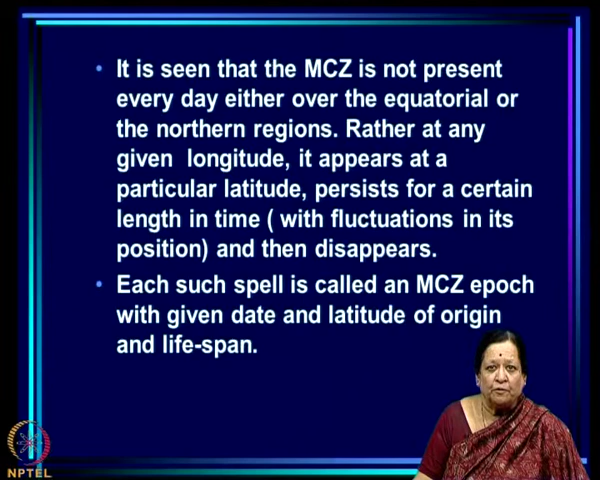 • It is seen that the MCZ is not present
every day either over the equatorial or
the northern regions. Rather at any
given longitude, it appears at a
particular latitude, persists for a certain
length in time ( with fluctuations in its
position) and then disappears.
• Each such spell is called an MCZ epoch
with given date and latitude of origin
and life-span.
NPTEL